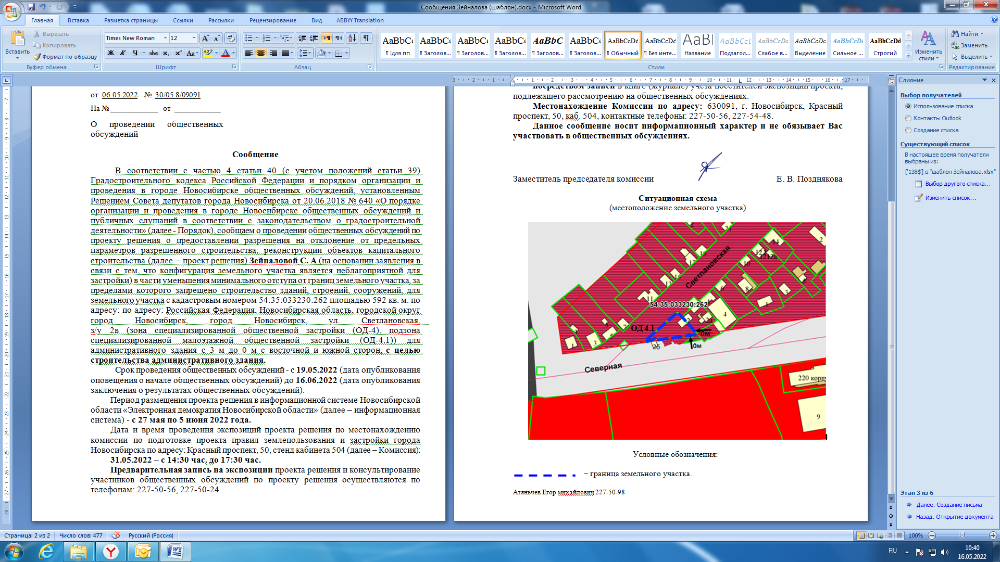 Сообщения Зейналова (шаблон).docx - Microsoft Word
Главная Вставка Разметка страницы Ссылки Рассылки Рецензирование Вид ABBYY Translation
Вставить
Вырезать
Копировать
Формат по образцу
Буфер обмена
Times New Roman 12
Шрифт
Абзац
¶ !для пп ¶ Заголов... ¶ Заголов... ¶ Заголов... ¶ Заголов... ¶ Заголов... ¶ Обычный ¶ Без инте... Название Подзагол... Слабое в... Выделение Сильное ... Строгий
Стили
Изменить стили
Найти
Заменить
Выделить
Редактирование
от 06.05.2022 № 30/05.8/09091
На № ____________ от ____________
О проведении общественных
обсуждений
Сообщение
В соответствии с частью 4 статьи 40 (с учетом положений статьи 39)
Градостроительного кодекса Российской Федерации и порядком организации и
проведения в городе Новосибирске общественных обсуждений, установленным
Решением Совета депутатов города Новосибирска от 20.06.2018 № 640 «О порядке
организации и проведения в городе Новосибирске общественных обсуждений и
публичных слушаний в соответствии с законодательством о градостроительной
деятельности» (далее - Порядок), сообщаем о проведении общественных обсуждений по
проекту решения о предоставлении разрешения на отклонение от предельных
параметров разрешенного строительства, реконструкции объектов капитального
строительства (далее – проект решения) Зейналовой С. А (на основании заявления в
связи с тем, что конфигурация земельного участка является неблагоприятной для
застройки) в части уменьшения минимального отступа от границ земельного участка, за
пределами которого запрещено строительство зданий, строений, сооружений, для
земельного участка с кадастровым номером 54:35:033230:262 площадью 592 кв. м. по
адресу: по адресу: Российская Федерация, Новосибирская область, городской округ
город Новосибирск, город Новосибирск, ул. Светлановская,
з/у 2в (зона специализированной общественной застройки (ОД-4), подзона
специализированной малоэтажной общественной застройки (ОД-4.1)) для
административного здания с 3 м до 0 м с восточной и южной сторон, с целью
строительства административного здания.
Срок проведения общественных обсуждений - с 19.05.2022 (дата опубликования
оповещения о начале общественных обсуждений) до 16.06.2022 (дата опубликования
заключения о результатах общественных обсуждений).
Период размещения проекта решения в информационной системе Новосибирской
области «Электронная демократия Новосибирской области» (далее – информационная
система) - с 27 мая по 5 июня 2022 года.
Дата и время проведения экспозиций проекта решения по местонахождению
комиссии по подготовке проекта правил землепользования и застройки города
Новосибирска по адресу: Красный проспект, 50, стенд кабинета 504 (далее – Комиссия):
31.05.2022 – с 14:30 час. до 17:30 час.
Предварительная запись на экспозиции проекта решения и консультирование
участников общественных обсуждений по проекту решения осуществляются по
телефонам: 227-50-56, 227-50-24.
посредством записи в книге (журнале) учета посетителей экспозиции проекта,
подлежащего рассмотрению на общественных обсуждениях.
Местонахождение Комиссии по адресу: 630091, г. Новосибирск, Красный
проспект, 50, каб. 504, контактные телефоны: 227-50-56, 227-54-48.
Данное сообщение носит информационный характер и не обязывает Вас
участвовать в общественных обсуждениях.
Заместитель председателя комиссии Е. В. Позднякова
Ситуационная схема
(местоположение земельного участка)
Светлановская
54:35:033230:262
ОД 4.1
0м
0м
Северная
220 корпу
9
Условные обозначения:
– граница земельного участка.
Атяньчев Егор михайлович 227-50-98
Слияние
Выбор получателей
Использование списка
Контакты Outlook
Создание списка
Существующий список
В настоящее время получатели
выбраны из:
['138$'] в "шаблон Зейналова.xlsx"
Выбор другого списка...
Изменить список...
Этап 3 из 6
Далее. Создание письма
Назад. Открытие документа
Страница: 2 из 2 Число слов: 477 Русский (Россия) 100%
RU 10:40
16.05.2022